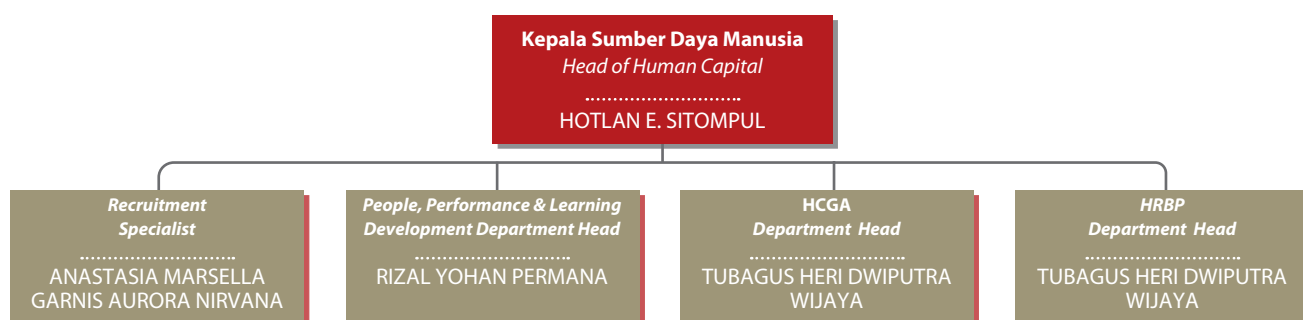 Kepala Sumber Daya Manusia
Head of Human Capital
HOTLAN E. SITOMPUL
Recruitment
Specialist
ANASTASIA MARSELLA
GARNIS AURORA NIRVANA
People, Performance & Learning
Development Department Head
RIZAL YOHAN PERMANA
HCGA
Department Head
TUBAGUS HERI DWIPUTRA
WIJAYA
HRBP
Department Head
TUBAGUS HERI DWIPUTRA
WIJAYA